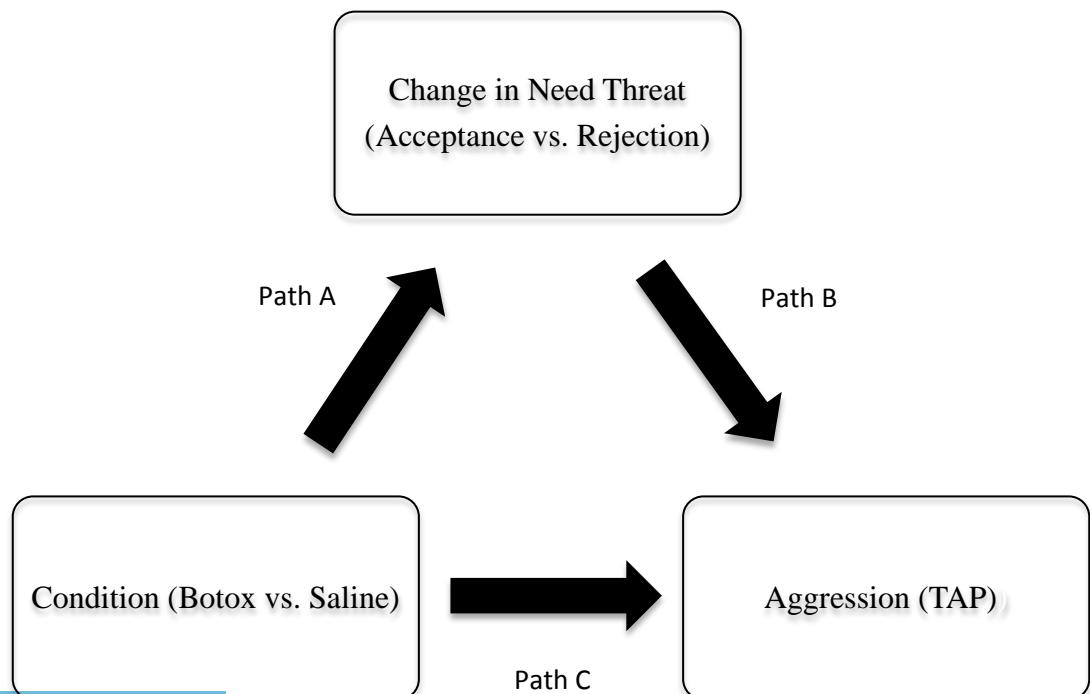 Change in Need Threat
(Acceptance vs. Rejection)
Path A
Path B
Condition (Botox vs. Saline)
Aggression (TAP)
Path C